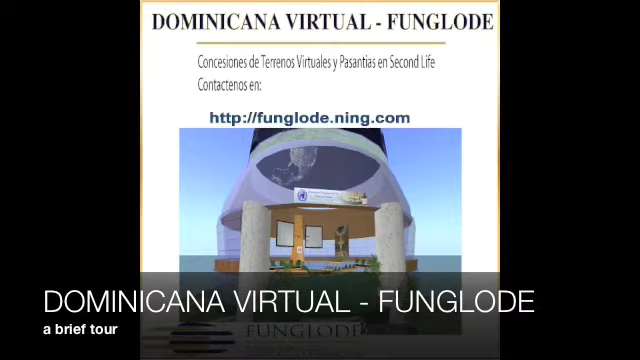 DOMINICANA VIRTUAL - FUNGLODE
Concesiones de Terrenos Virtuales y Pasantias en Second Life
Contactenos en:
http://funglode.ning.com
DOMINICANA VIRTUAL - FUNGLODE
a brief tour
FUNGLODE